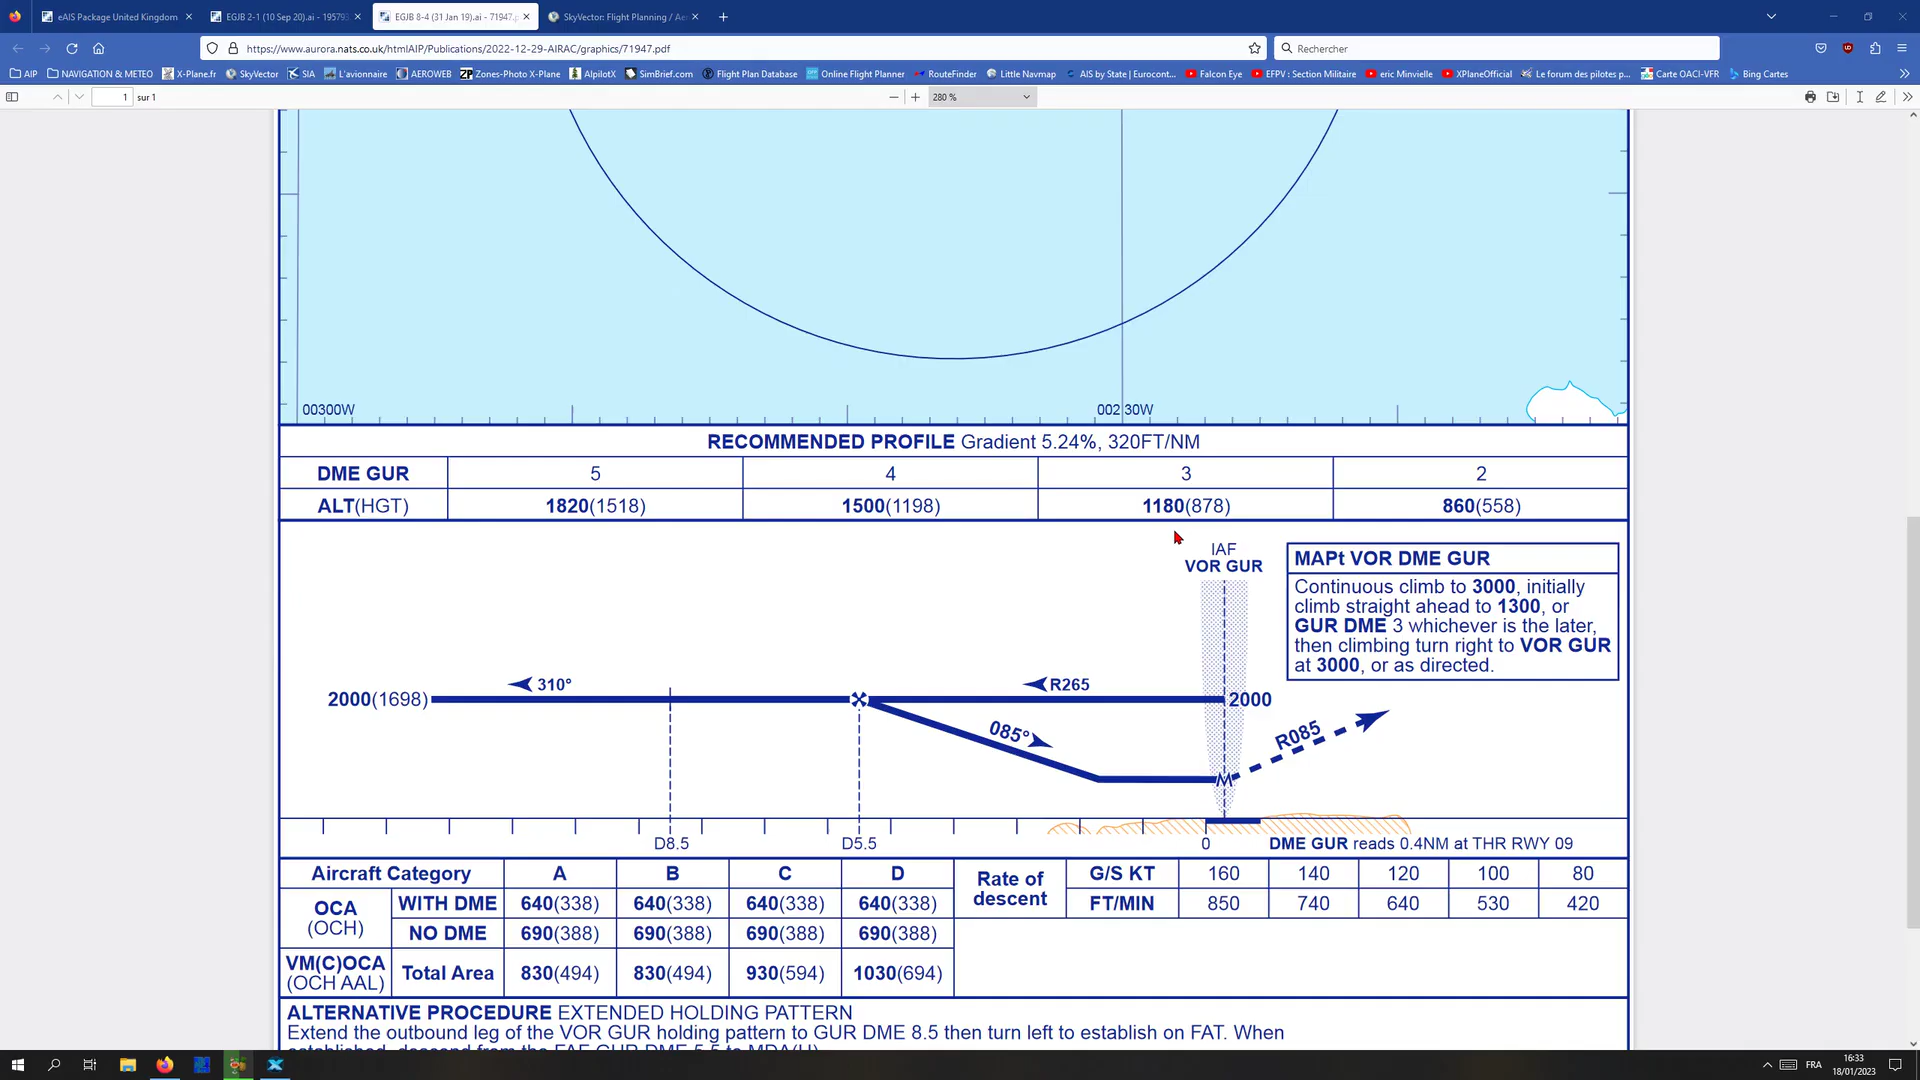 eAIS Package United Kingdom
EGJB 2-1 (10 Sep 20).ai - 195793
EGJB 8-4 (31 Jan 19).ai - 71947.p
SkyVector: Flight Planning / Ae
https://www.aurora.nats.co.uk/htmlAIP/Publications/2022-12-29-AIRAC/graphics/71947.pdf
Rechercher
AIP
NAVIGATION & METEO
X-Plane.fr
SkyVector
SIA
L'avionnaire
AEROWEB
Zones-Photo X-Plane
AlpilotX
SimBrief.com
Flight Plan Database
Online Flight Planner
RouteFinder
Little Navmap
AIS by State | Eurocont...
Falcon Eye
EFPV : Section Militaire
eric Minvielle
XPlaneOfficial
Le forum des pilotes p...
Carte OACI-VFR
Bing Cartes
1 sur 1
280 %
00300W
002 30W
RECOMMENDED PROFILE Gradient 5.24%, 320FT/NM
DME GUR 5 4 3 2
ALT(HGT) 1820(1518) 1500(1198) 1180(878) 860(558)
IAF
VOR GUR
MAPt VOR DME GUR
Continuous climb to 3000, initially
climb straight ahead to 1300, or
GUR DME 3 whichever is the later,
then climbing turn right to VOR GUR
at 3000, or as directed.
310°
R265
2000(1698)
2000
085°
R085
M
D8.5
D5.5
0
DME GUR reads 0.4NM at THR RWY 09
Aircraft Category A B C D
Rate of
descent
G/S KT 160 140 120 100 80
FT/MIN 850 740 640 530 420
OCA
(OCH)
WITH DME 640(338) 640(338) 640(338) 640(338)
NO DME 690(388) 690(388) 690(388) 690(388)
VM(C)OCA
(OCH AAL)
Total Area 830(494) 830(494) 930(594) 1030(694)
ALTERNATIVE PROCEDURE EXTENDED HOLDING PATTERN
Extend the outbound leg of the VOR GUR holding pattern to GUR DME 8.5 then turn left to establish on FAT. When
established, descend from the FAF GUR DME 5.5 to MDA(H)
FRA
16:33
18/01/2023